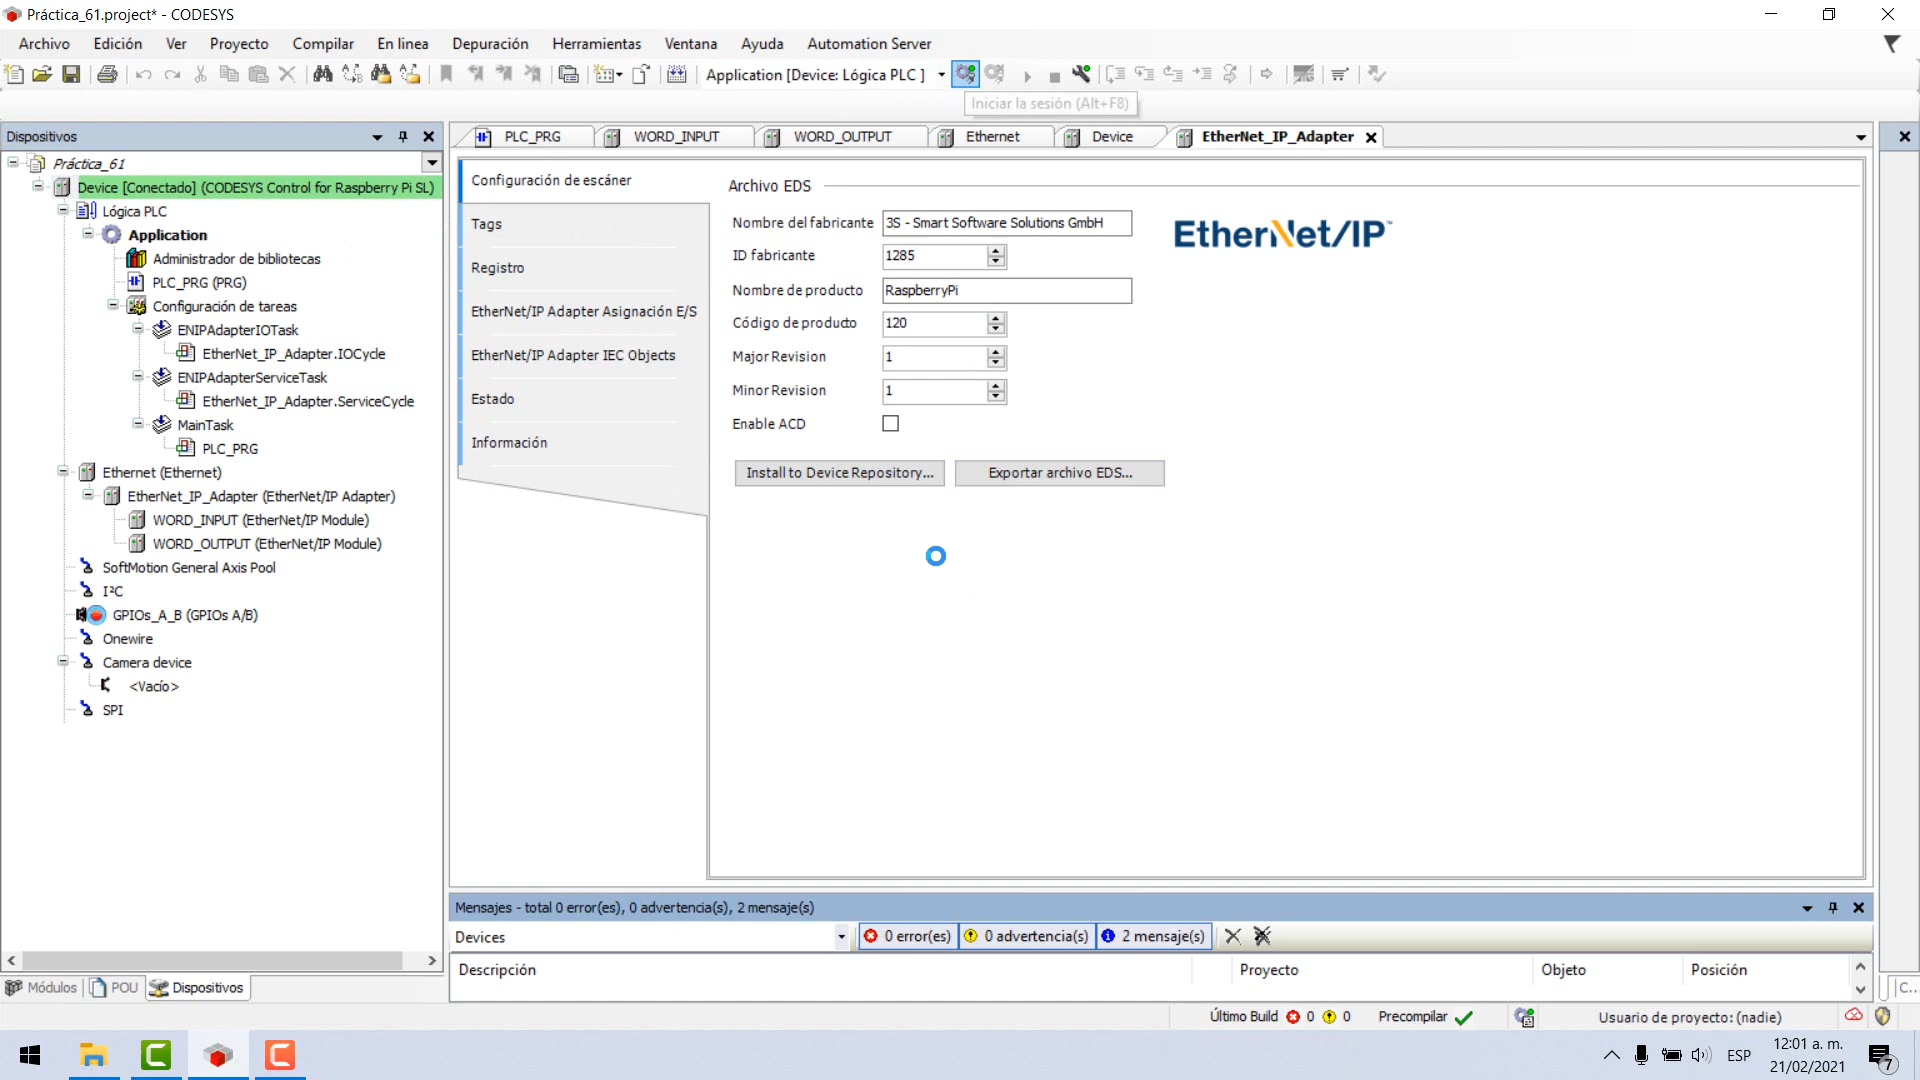 Práctica_61.project* - CODESYS
Archivo Edición Ver Proyecto Compilar En linea Depuración Herramientas Ventana Ayuda Automation Server
Application [Device: Lógica PLC ]
Iniciar la sesión (Alt+F8)
Dispositivos
PLC_PRG WORD_INPUT WORD_OUTPUT Ethernet Device EtherNet_IP_Adapter
Práctica_61
Device [Conectado] (CODESYS Control for Raspberry Pi SL)
Lógica PLC
Application
Administrador de bibliotecas
PLC_PRG (PRG)
Configuración de tareas
ENIPAdapterIOTask
EtherNet_IP_Adapter.IOCycle
ENIPAdapterServiceTask
EtherNet_IP_Adapter.ServiceCycle
MainTask
PLC_PRG
Ethernet (Ethernet)
EtherNet_IP_Adapter (EtherNet/IP Adapter)
WORD_INPUT (EtherNet/IP Module)
WORD_OUTPUT (EtherNet/IP Module)
SoftMotion General Axis Pool
I²C
GPIOs_A_B (GPIOs A/B)
Onewire
Camera device
<Vacío>
SPI
Módulos POU Dispositivos
Configuración de escáner
Tags
Registro
EtherNet/IP Adapter Asignación E/S
EtherNet/IP Adapter IEC Objects
Estado
Información
Archivo EDS
Nombre del fabricante 3S - Smart Software Solutions GmbH
ID fabricante 1285
Nombre de producto RaspberryPi
Código de producto 120
Major Revision 1
Minor Revision 1
Enable ACD
Install to Device Repository... Exportar archivo EDS...
EtherNet/IP™
Mensajes - total 0 error(es), 0 advertencia(s), 2 mensaje(s)
Devices 0 error(es) 0 advertencia(s) 2 mensaje(s)
Descripción Proyecto Objeto Posición
C...
Último Build 0 0 Precompilar Usuario de proyecto: (nadie)
ESP
12:01 a. m.
21/02/2021
7